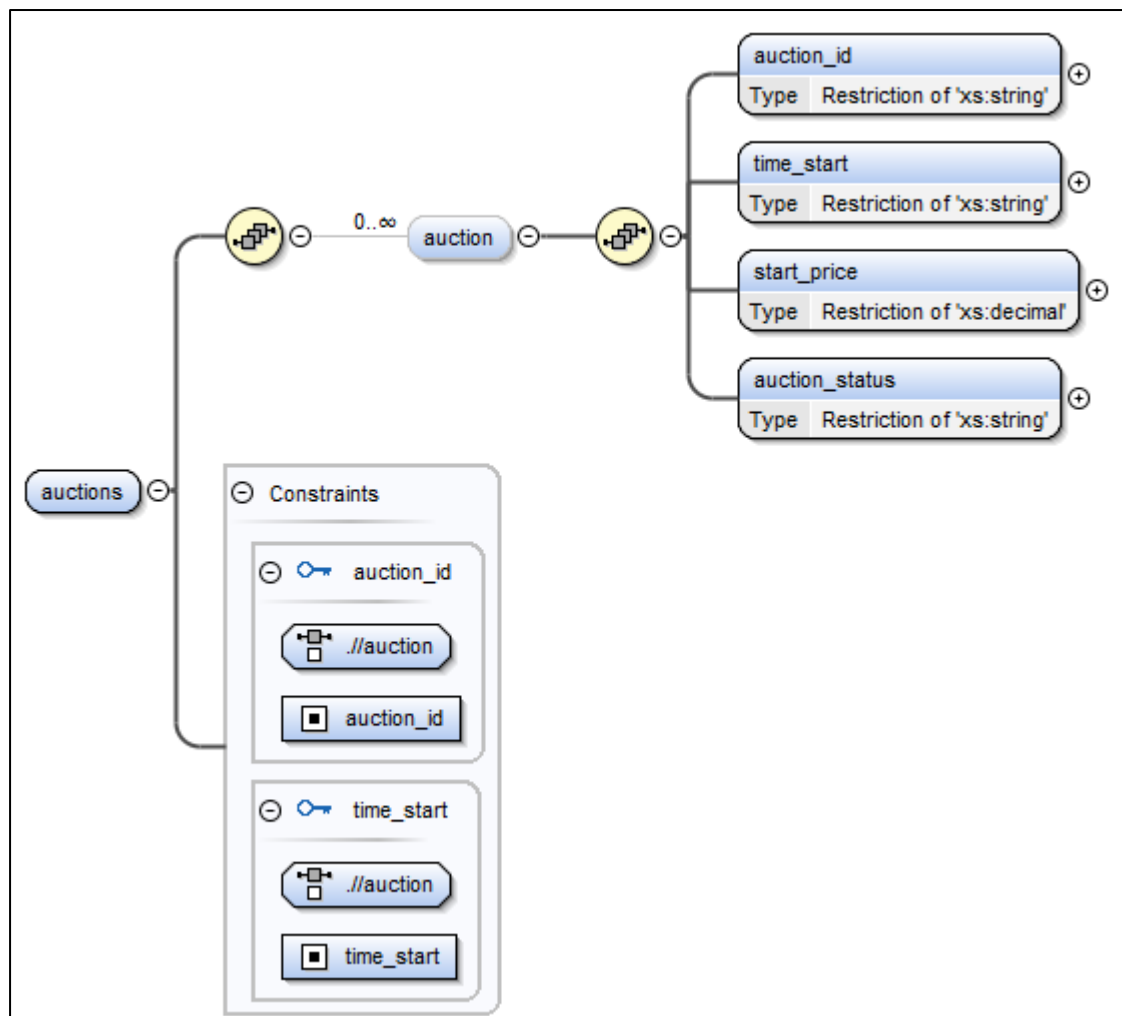 auction_id
Type Restriction of 'xs:string'
time_start
Type Restriction of 'xs:string'
0..∞
auction
start_price
Type Restriction of 'xs:decimal'
auction_status
Type Restriction of 'xs:string'
auctions
Constraints
auction_id
.//auction
auction_id
time_start
.//auction
time_start